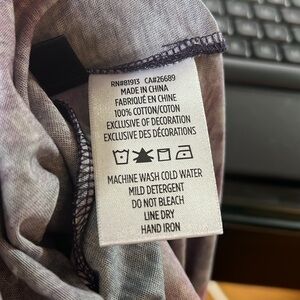 RN#81913 CA#26689
MADE IN CHINA
FABRIQUÉ EN CHINE
100% COTTON/COTON
EXCLUSIVE OF DECORATION
EXCLUSIVE DES DÉCORATIONS
MACHINE WASH COLD WATER
MILD DETERGENT
DO NOT BLEACH
LINE DRY
HAND IRON